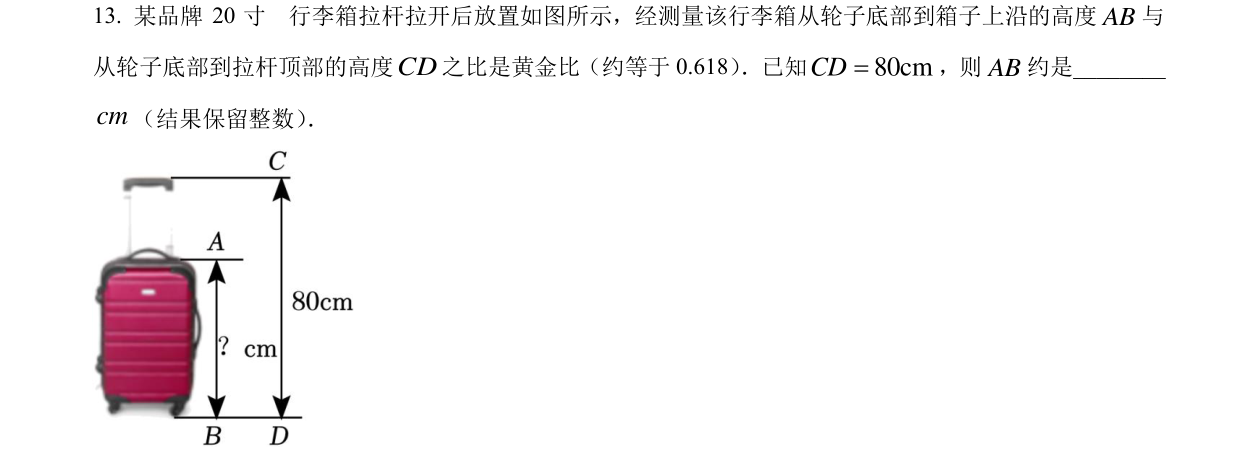 13. 某品牌 20 寸 行李箱拉杆拉开后放置如图所示，经测量该行李箱从轮子底部到箱子上沿的高度 AB 与
从轮子底部到拉杆顶部的高度 CD 之比是黄金比（约等于 0.618）．已知 CD = 80cm，则 AB 约是________
cm（结果保留整数）．
C
A
80cm
? cm
B D